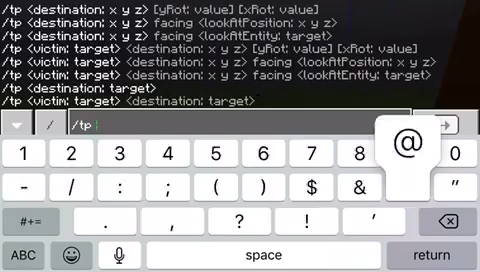 /tp <destination: x y z> [yRot: value] [xRot: value]
/tp <destination: x y z> facing <lookAtPosition: x y z>
/tp <destination: x y z> facing <lookAtEntity: target>
/tp <victim: target> <destination: x y z> [yRot: value] [xRot: value]
/tp <victim: target> <destination: x y z> facing <lookAtPosition: x y z>
/tp <victim: target> <destination: x y z> facing <lookAtEntity: target>
/tp <destination: target>
/tp <victim: target> <destination: target>
/ /tp
1 2 3 4 5 6 7 8 @ 0
- / : ; ( ) $ & "
#+= . , ? ! ’
ABC space return